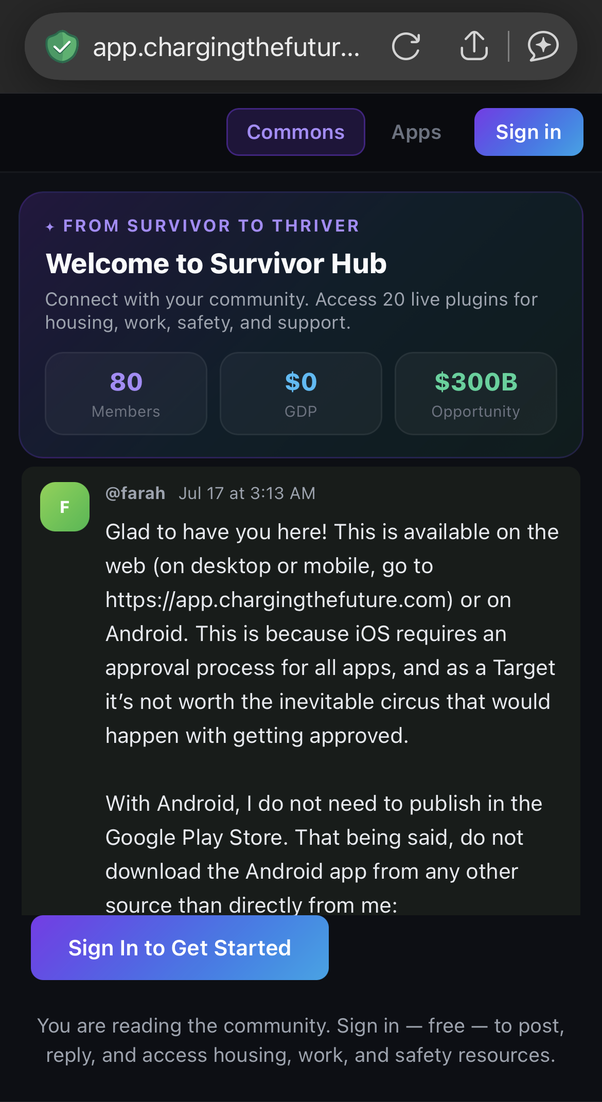 app.chargingthefutur...
Commons
Apps
Sign in
✦ FROM SURVIVOR TO THRIVER
Welcome to Survivor Hub
Connect with your community. Access 20 live plugins for
housing, work, safety, and support.
80
Members
$0
GDP
$300B
Opportunity
F
@farah Jul 17 at 3:13 AM
Glad to have you here! This is available on the
web (on desktop or mobile, go to
https://app.chargingthefuture.com) or on
Android. This is because iOS requires an
approval process for all apps, and as a Target
it’s not worth the inevitable circus that would
happen with getting approved.
With Android, I do not need to publish in the
Google Play Store. That being said, do not
download the Android app from any other
source than directly from me:
Sign In to Get Started
You are reading the community. Sign in — free — to post,
reply, and access housing, work, and safety resources.